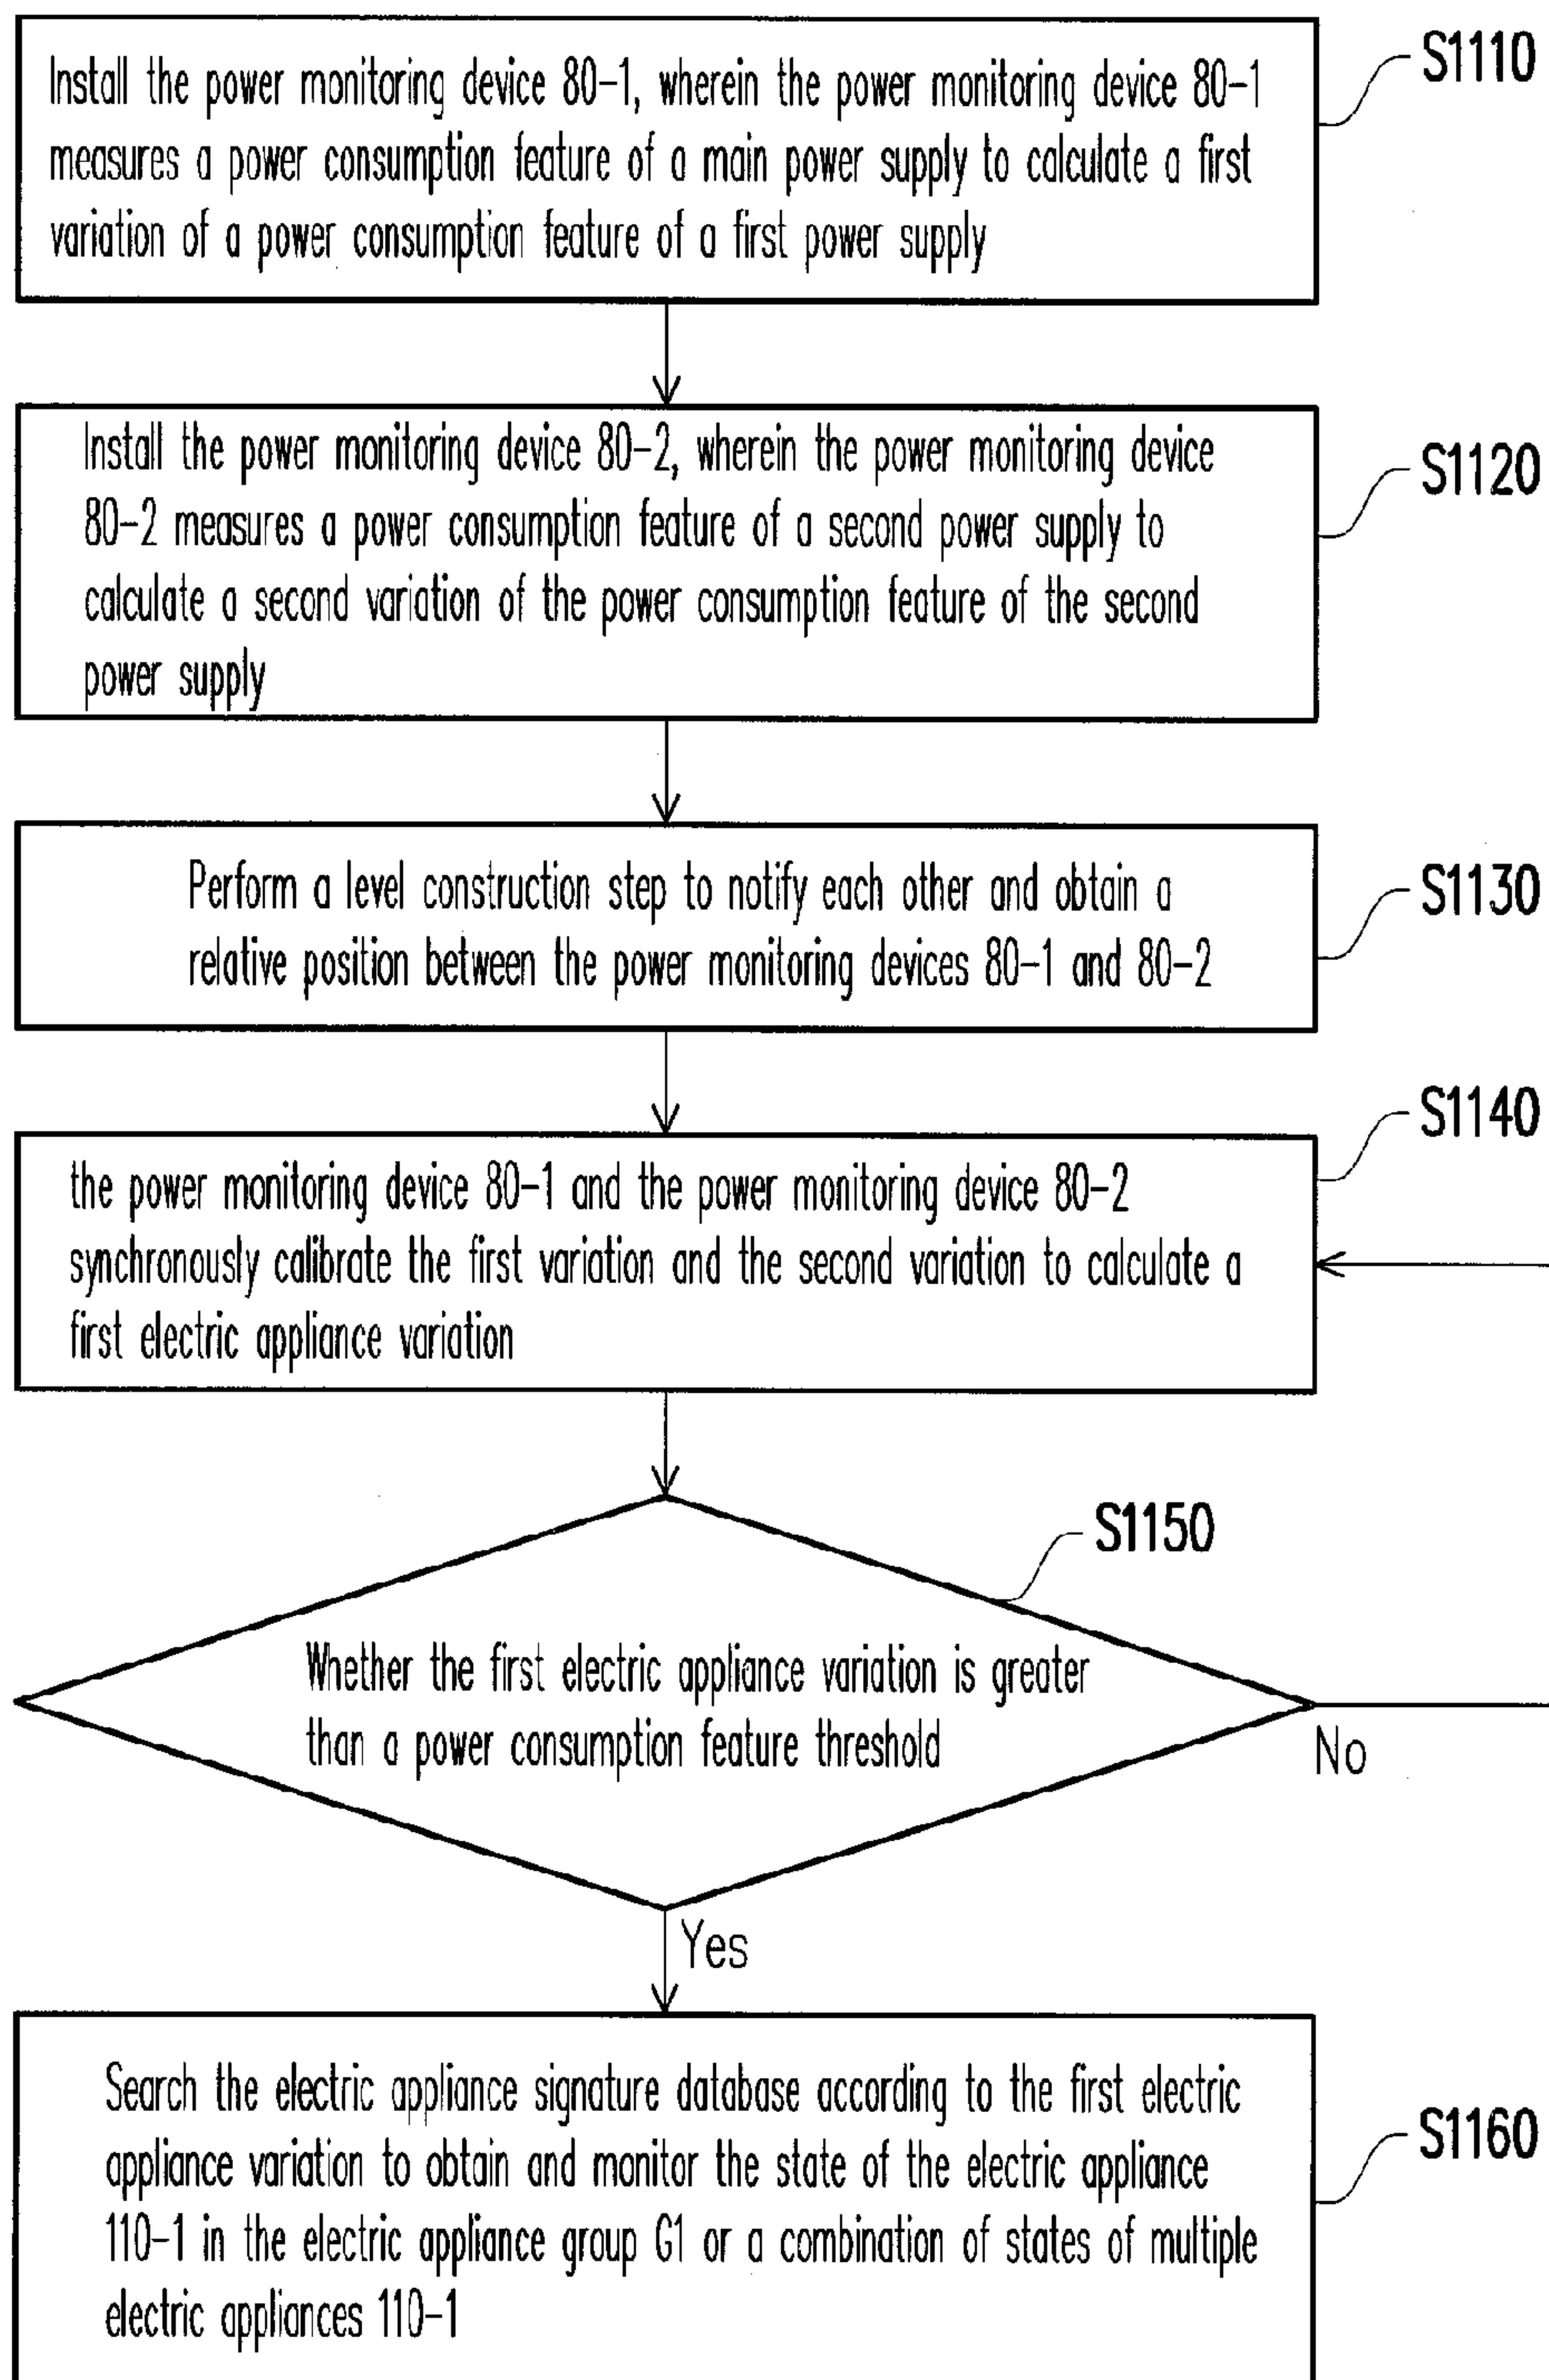 S1110
Install the power monitoring device 80-1, wherein the power monitoring device 80-1
measures a power consumption feature of a main power supply to calculate a first
variation of a power consumption feature of a first power supply
S1120
Install the power monitoring device 80-2, wherein the power monitoring device
80-2 measures a power consumption feature of a second power supply to
calculate a second variation of the power consumption feature of the second
power supply
S1130
Perform a level construction step to notify each other and obtain a
relative position between the power monitoring devices 80-1 and 80-2
S1140
the power monitoring device 80-1 and the power monitoring device 80-2
synchronously calibrate the first variation and the second variation to calculate a
first electric appliance variation
S1150
Whether the first electric appliance variation is greater
than a power consumption feature threshold
No
Yes
Search the electric appliance signature database according to the first electric
S1160
appliance variation to obtain and monitor the state of the electric appliance
110-1 in the electric appliance group G1 or a combination of states of multiple
electric appliances 110-1